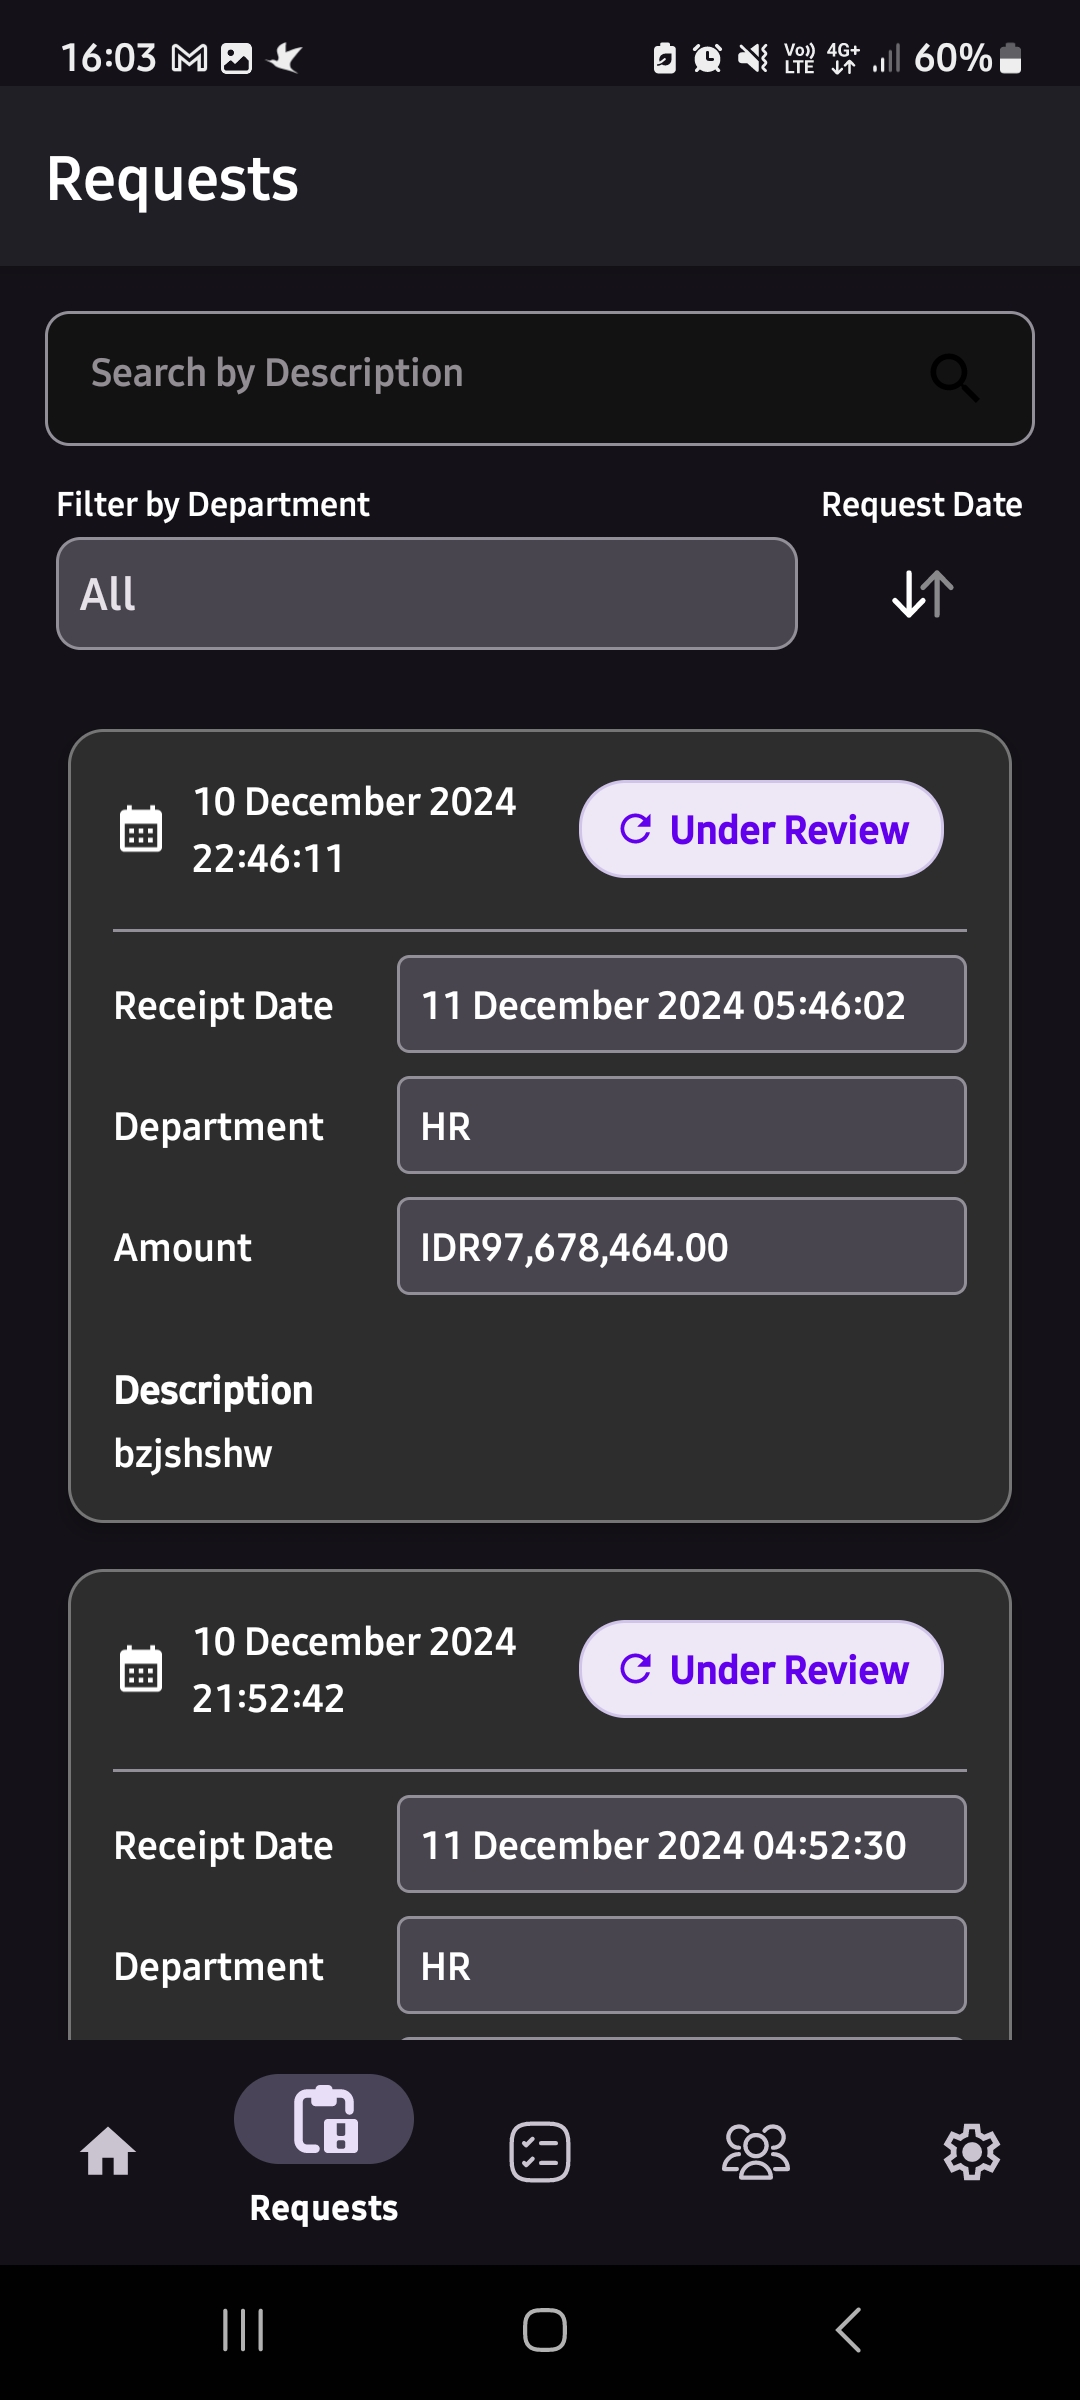 16:03
Vo)) LTE 4G+ 60%
Requests
Search by Description
Filter by Department
Request Date
All
10 December 2024
22:46:11
Under Review
Receipt Date
11 December 2024 05:46:02
Department
HR
Amount
IDR97,678,464.00
Description
bzjshshw
10 December 2024
21:52:42
Under Review
Receipt Date
11 December 2024 04:52:30
Department
HR
Requests